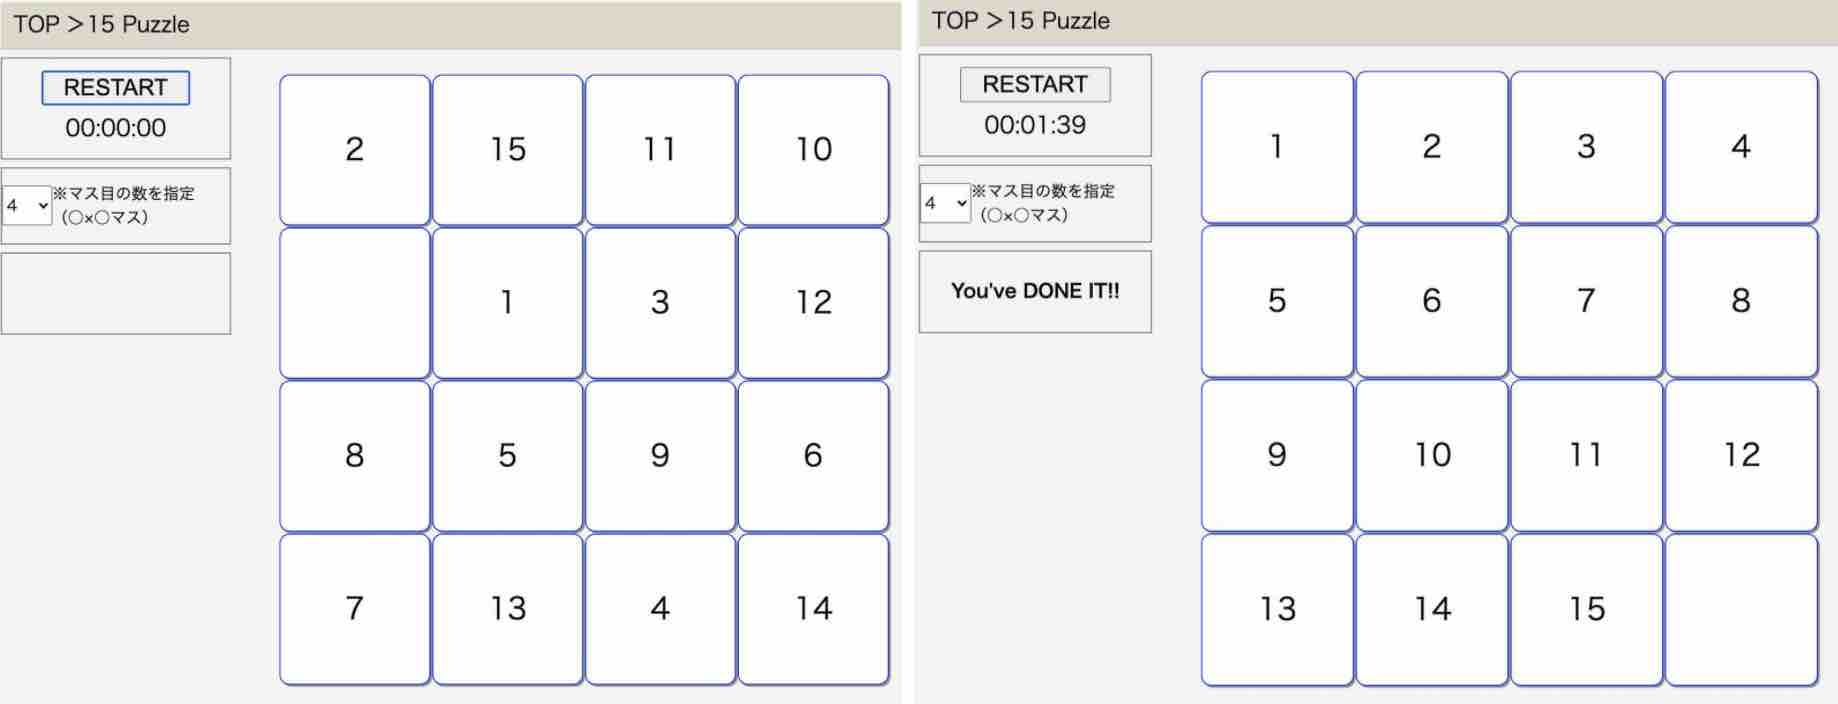 TOP ＞15 Puzzle
RESTART
00:00:00
4 ※マス目の数を指定
（○×○マス）
2 15 11 10
1 3 12
8 5 9 6
7 13 4 14
TOP ＞15 Puzzle
RESTART
00:01:39
4 ※マス目の数を指定
（○×○マス）
You've DONE IT!!
1 2 3 4
5 6 7 8
9 10 11 12
13 14 15